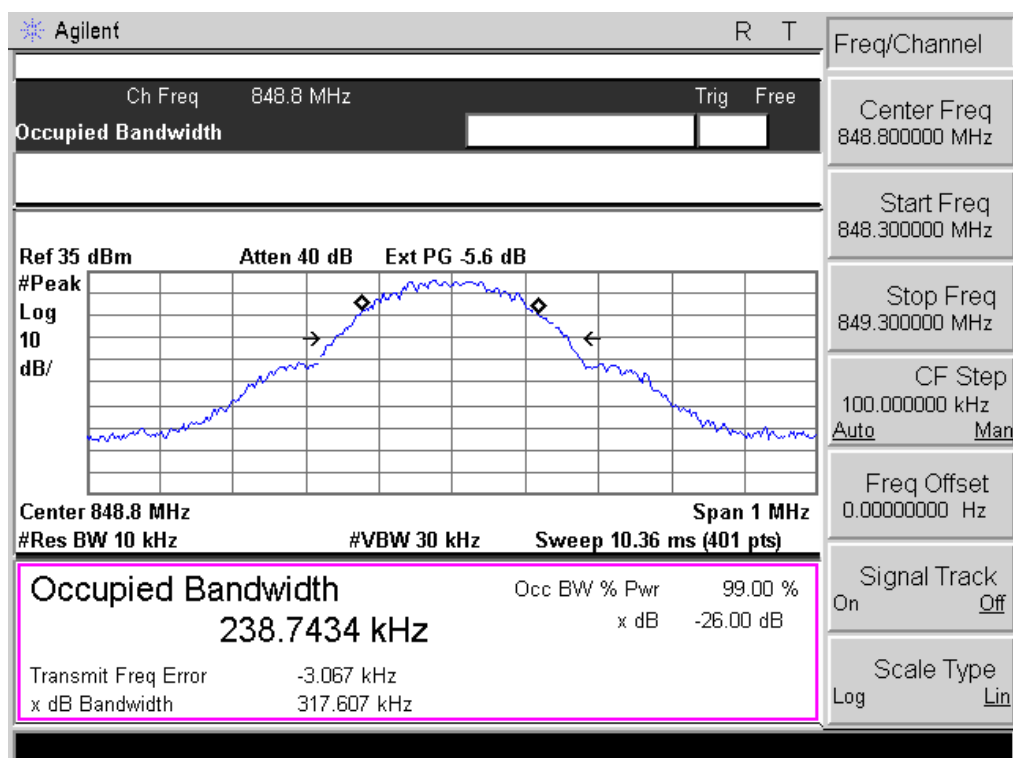 Agilent R T
Ch Freq 848.8 MHz Trig Free
Occupied Bandwidth
Ref 35 dBm Atten 40 dB Ext PG -5.6 dB
#Peak
Log
10
dB/
Center 848.8 MHz Span 1 MHz
#Res BW 10 kHz #VBW 30 kHz Sweep 10.36 ms (401 pts)
Occupied Bandwidth Occ BW % Pwr 99.00 %
238.7434 kHz x dB -26.00 dB
Transmit Freq Error -3.067 kHz
x dB Bandwidth 317.607 kHz
Freq/Channel
Center Freq
848.800000 MHz
Start Freq
848.300000 MHz
Stop Freq
849.300000 MHz
CF Step
100.000000 kHz
Auto Man
Freq Offset
0.00000000 Hz
Signal Track
On Off
Scale Type
Log Lin